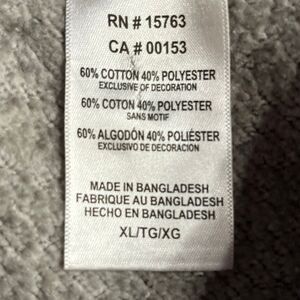 RN # 15763
CA # 00153
60% COTTON 40% POLYESTER
EXCLUSIVE OF DECORATION
60% COTON 40% POLYESTER
SANS MOTIF
60% ALGODÓN 40% POLIÉSTER
EXCLUSIVO DE DECORACION
MADE IN BANGLADESH
FABRIQUE AU BANGLADESH
HECHO EN BANGLADESH
XL/TG/XG